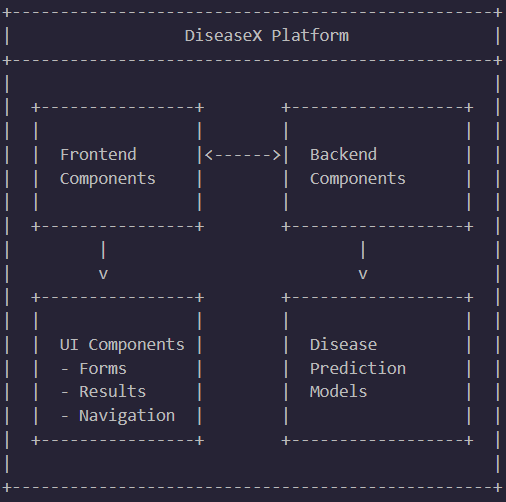 DiseaseX Platform
Frontend
Components
Backend
Components
UI Components
- Forms
- Results
- Navigation
Disease
Prediction
Models